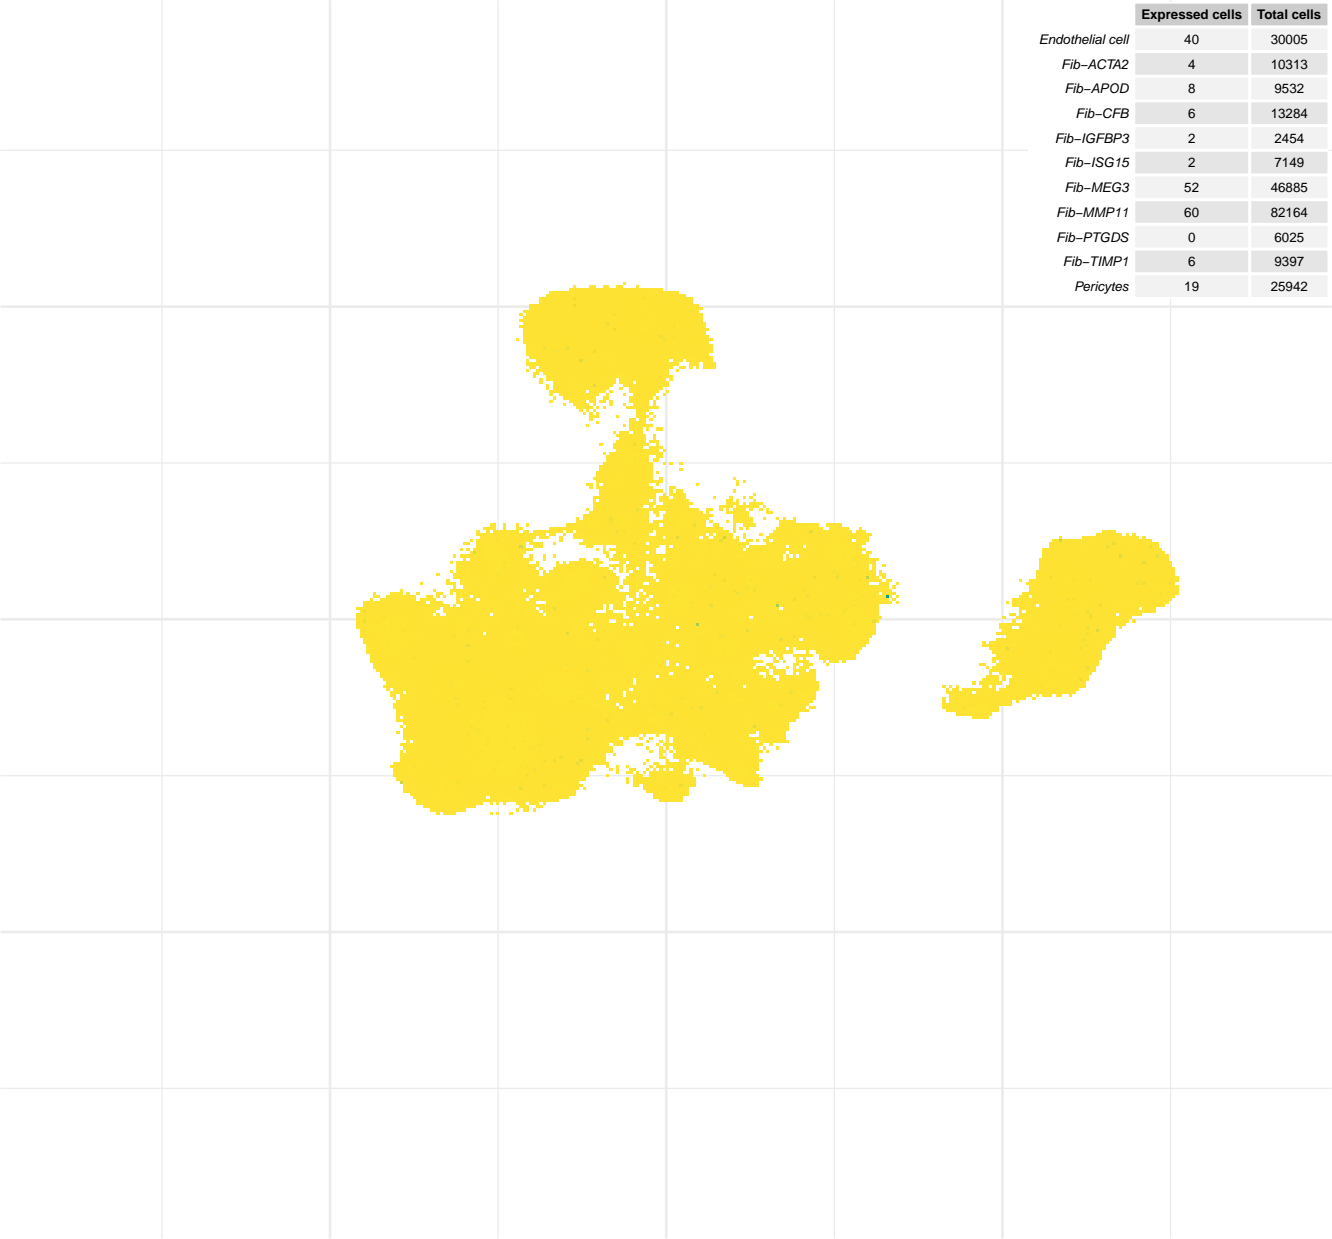 Expressed cells Total cells
Endothelial cell 40 30005
Fib−ACTA2 4 10313
Fib−APOD 8 9532
Fib−CFB 6 13284
Fib−IGFBP3 2 2454
Fib−ISG15 2 7149
Fib−MEG3 52 46885
Fib−MMP11 60 82164
Fib−PTGDS 0 6025
Fib−TIMP1 6 9397
Pericytes 19 25942